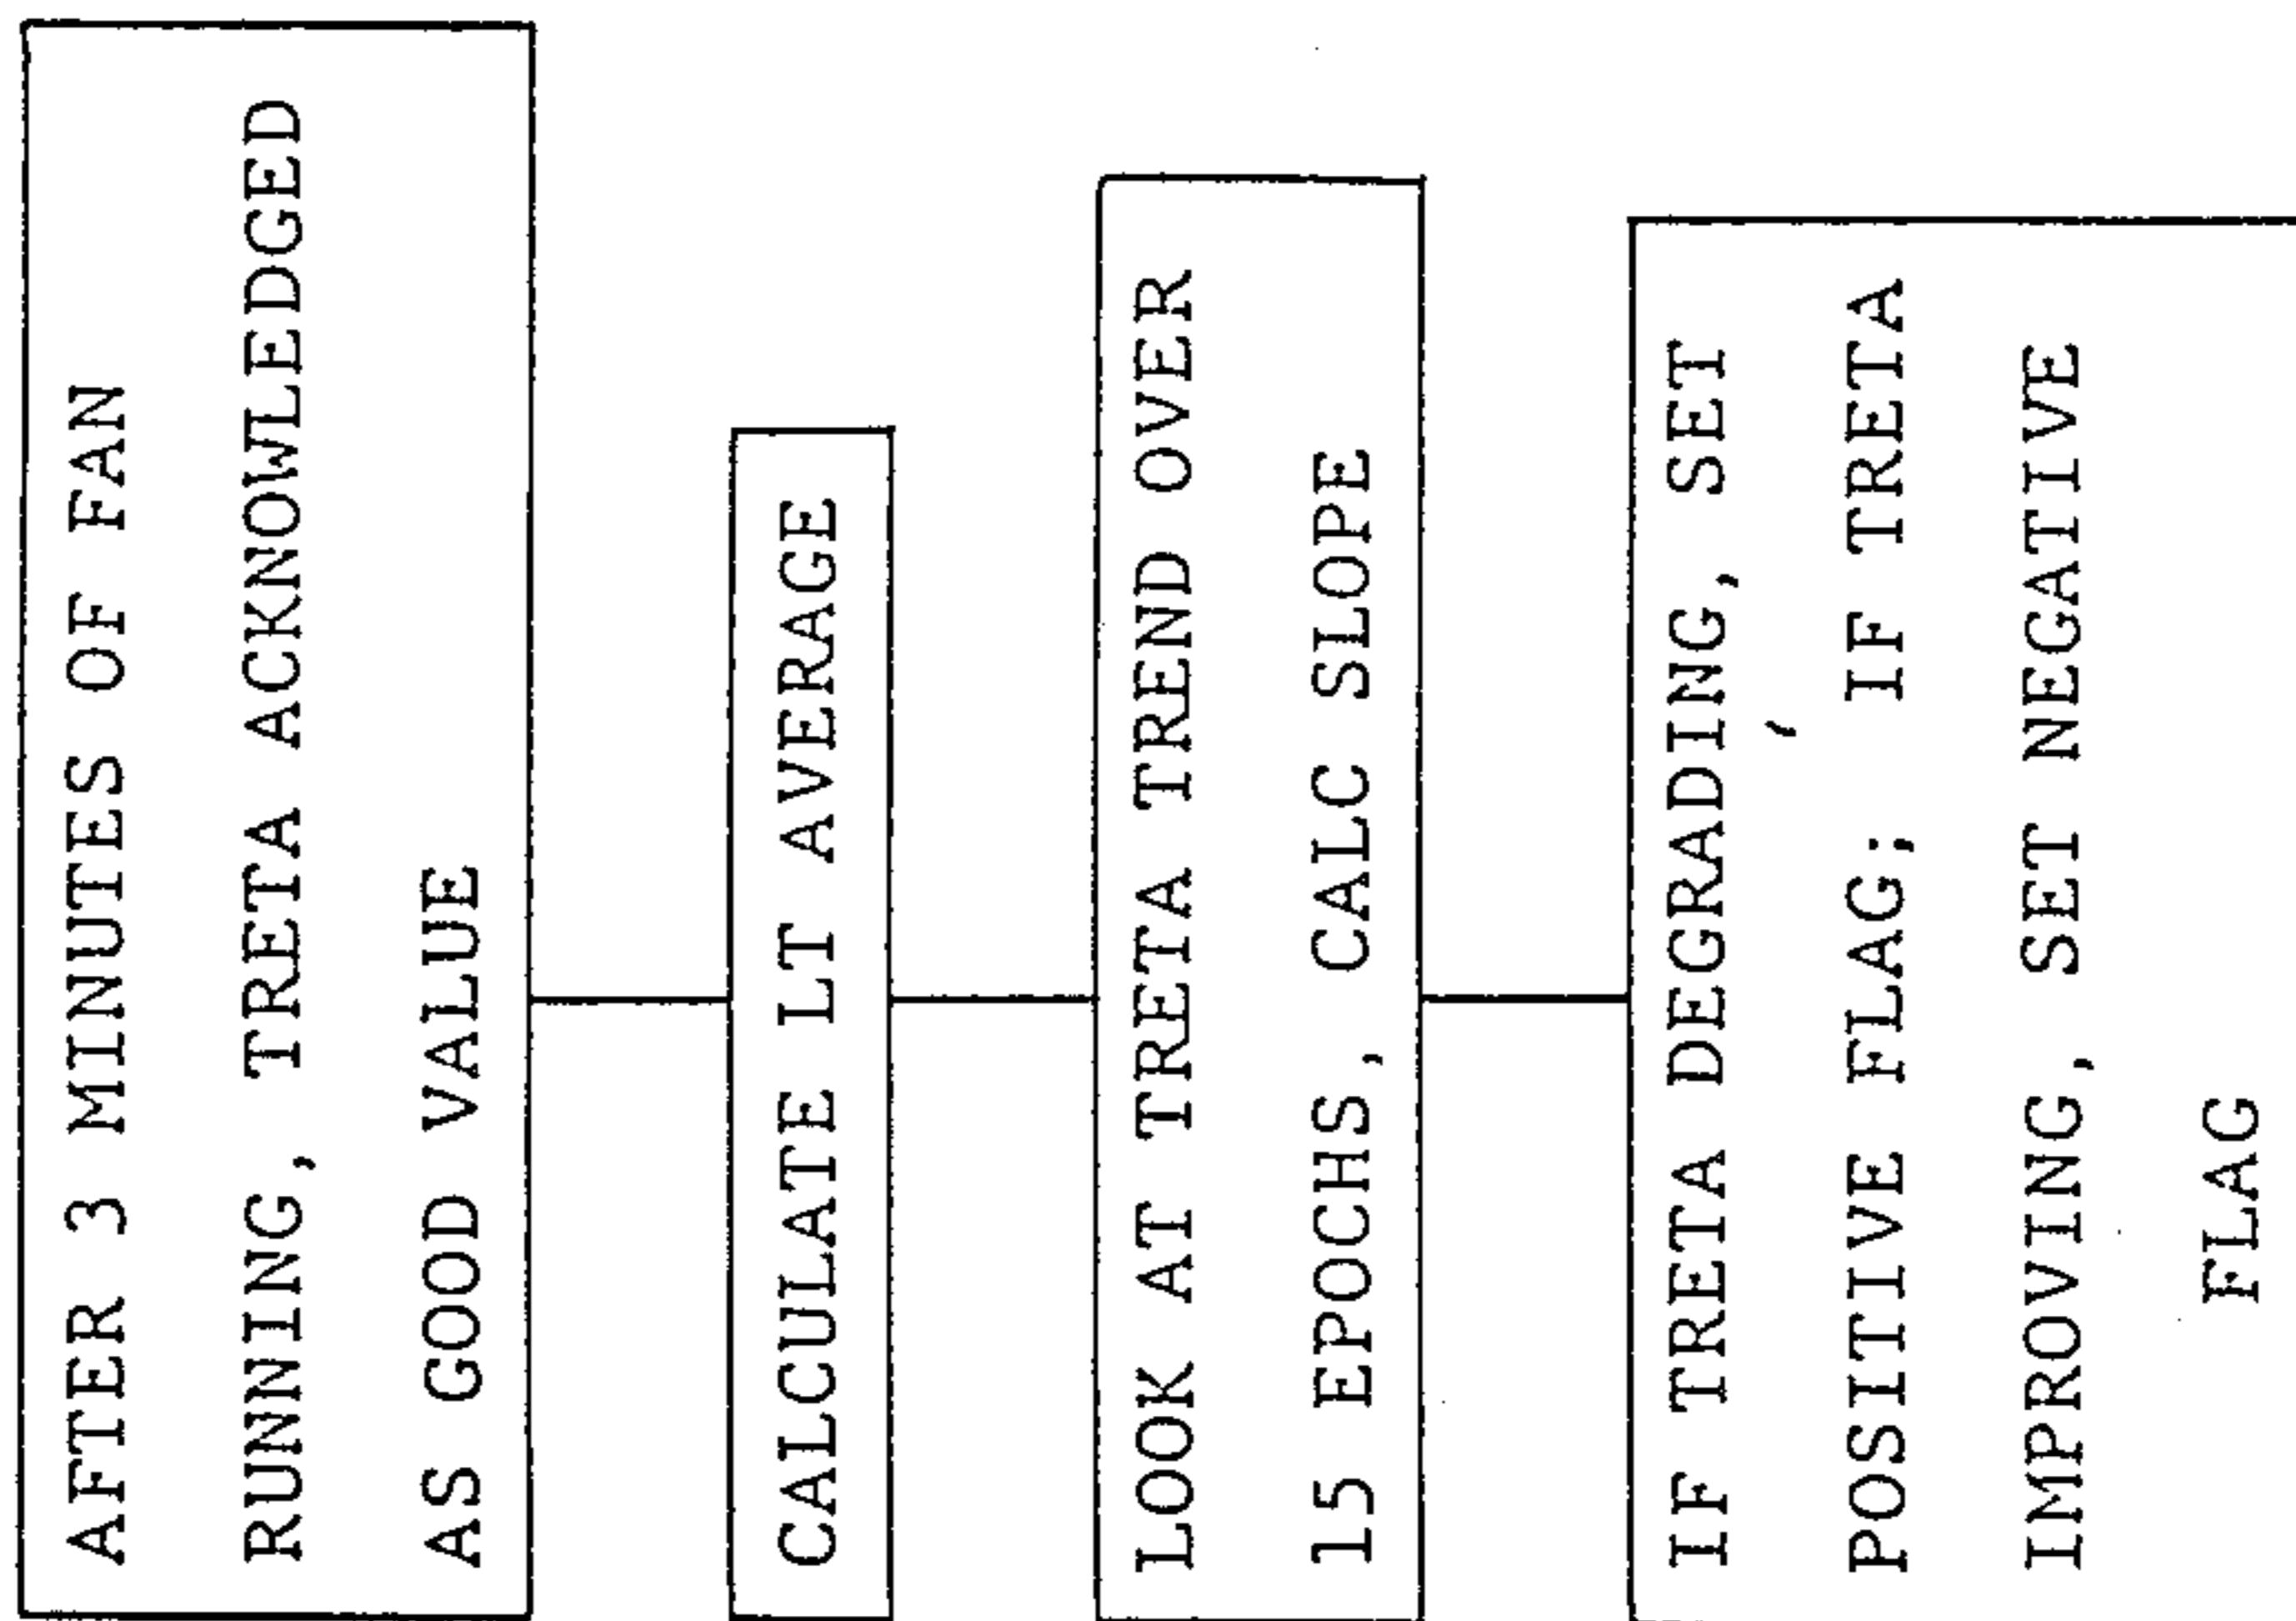 AFTER 3 MINUTES OF FAN
RUNNING, TRETA ACKNOWLEDGED
AS GOOD VALUE
CALCULATE LT AVERAGE
LOOK AT TRETA TREND OVER
15 EPOCHS, CALC SLOPE
IF TRETA DEGRADING, SET
POSITIVE FLAG; IF TRETA
IMPROVING, SET NEGATIVE
FLAG